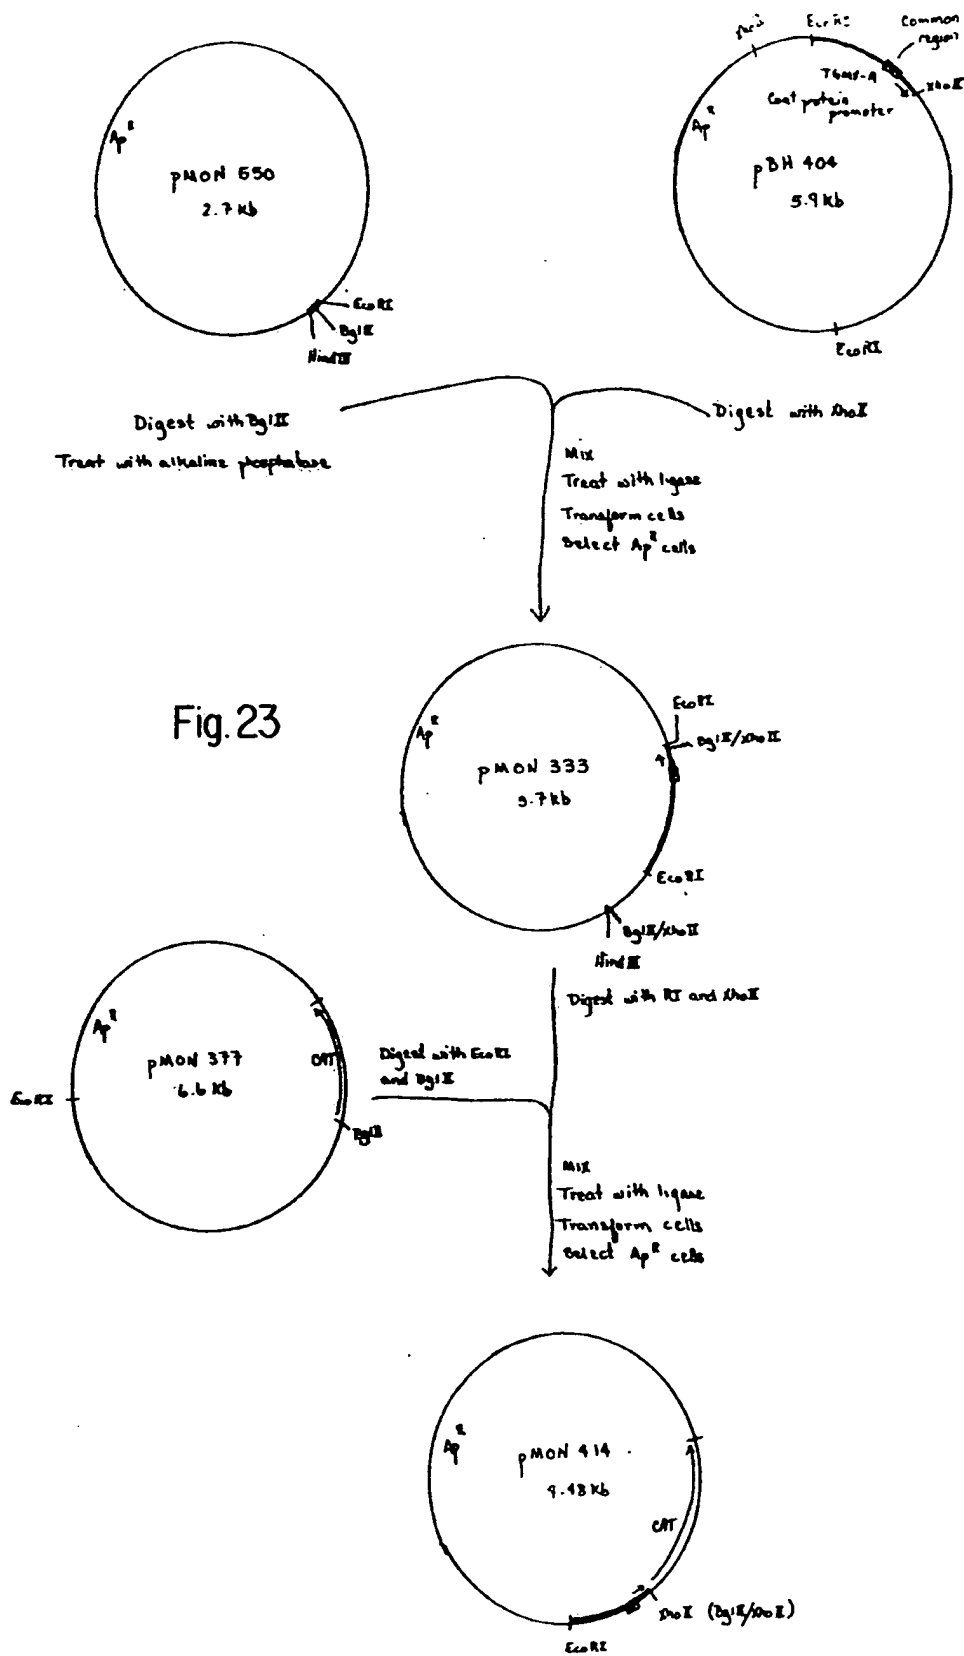 EcoRI
Common
region
TGMV-A
XhoII
Coat protein
promoter
Ap^R
pMON 550
2.7 Kb
Ap^R
pBH 404
5.9 Kb
EcoRI
BglII
HindIII
EcoRI
Digest with BglII
Treat with alkaline phosphatase
Digest with XhoII
Mix
Treat with ligase
Transform cells
Select Ap^R cells
Fig. 23
Ap^R
pMON 333
EcoRI
BglII/XhoII
EcoRI
BglII/XhoII
HindIII
Digest with RI and XhoII
Ap^R
pMON 377
6.6 Kb
CAT
EcoRI
BglII
Digest with EcoRI
and BglII
Mix
Treat with ligase
Transform cells
Select Ap^R cells
Ap^R
pMON 414
CAT
XhoII (BglII/XhoII)
EcoRI